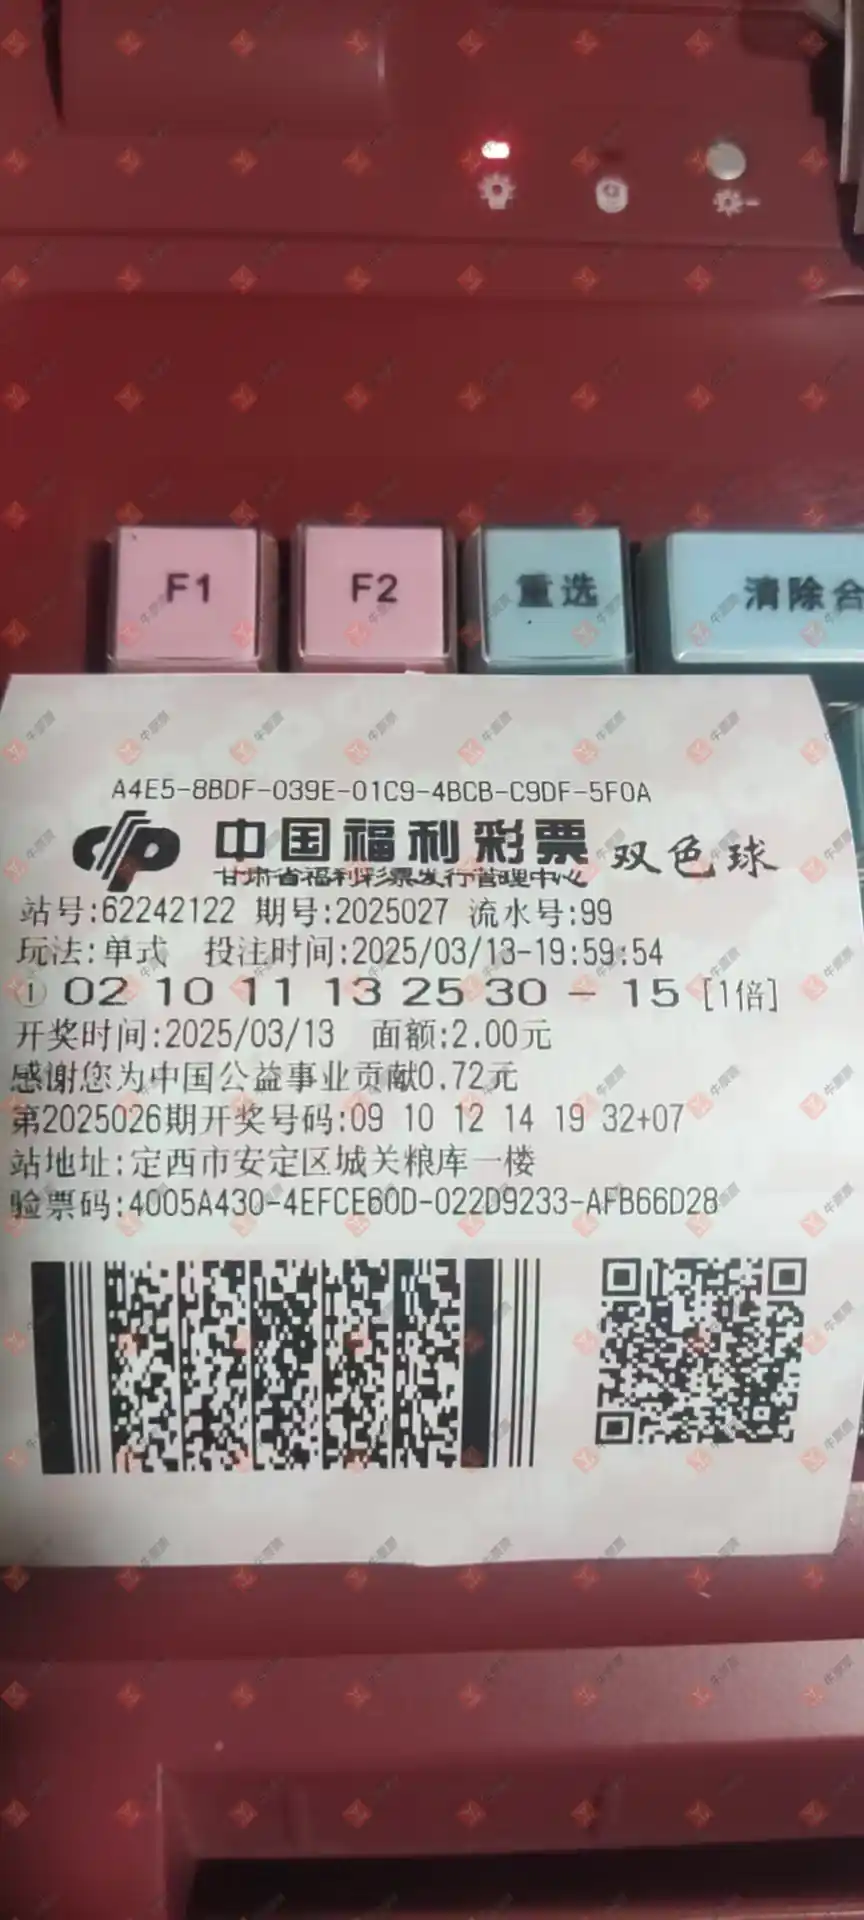 F1 F2 重选 清除合
A4E5-8BDF-039E-01C9-4BCB-C9DF-5F0A
中国福利彩票 双色球
甘肃省福利彩票发行管理中心
站号:62242122 期号:2025027 流水号:99
玩法:单式 投注时间:2025/03/13-19:59:54
① 02 10 11 13 25 30 - 15 [1倍]
开奖时间:2025/03/13 面额:2.00元
感谢您为中国公益事业贡献0.72元
第2025026期开奖号码:09 10 12 14 19 32+07
站地址:定西市安定区城关粮库一楼
验票码:4005A430-4EFCE60D-022D9233-AFB66D28